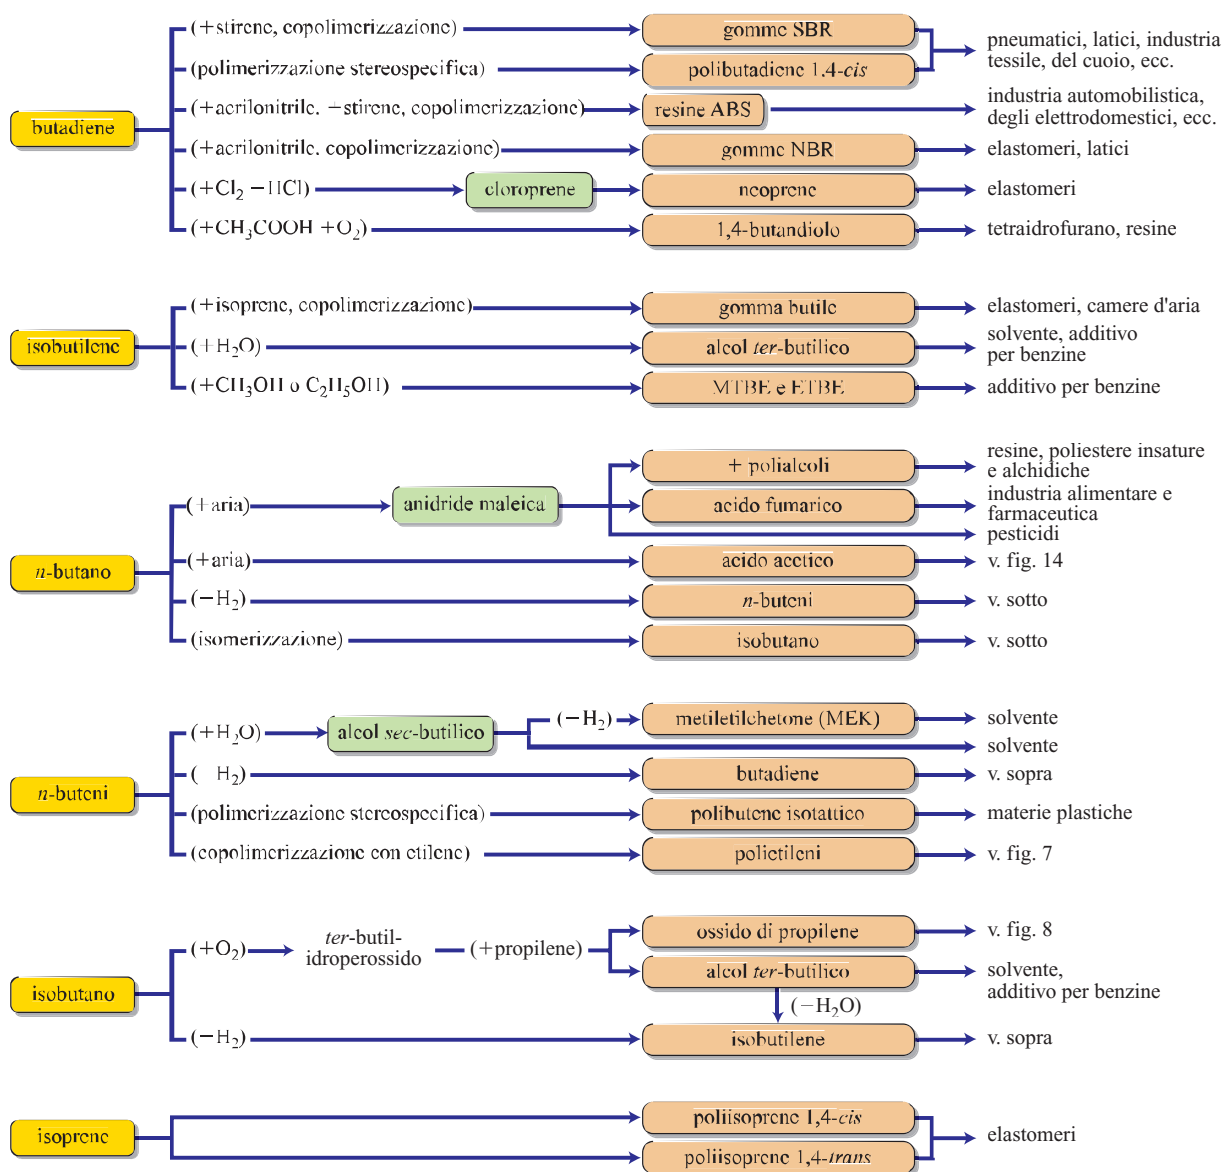 (+stirene, copolimerizzazione) gomme SBR
pneumatici, latici, industria
tessile, del cuoio, ecc.
(polimerizzazione stereospecifica) polibutadiene 1,4-cis
butadiene
(+acrilonitrile, +stirene, copolimerizzazione) resine ABS
industria automobilistica,
degli elettrodomestici, ecc.
(+acrilonitrile, copolimerizzazione) gomme NBR elastomeri, latici
(+Cl₂ −HCl) cloroprene neoprene elastomeri
(+CH₃COOH +O₂) 1,4-butandiolo tetraidrofurano, resine
(+isoprene, copolimerizzazione) gomma butile elastomeri, camere d'aria
isobutilene (+H₂O) alcol ter-butilico
solvente, additivo
per benzine
(+CH₃OH o C₂H₅OH) MTBE e ETBE additivo per benzine
+ polialcoli
resine, poliestere insature
e alchidiche
n-butano
(+aria) anidride maleica acido fumarico
industria alimentare e
farmaceutica
pesticidi
(+aria) acido acetico v. fig. 14
(−H₂) n-buteni v. sotto
(isomerizzazione) isobutano v. sotto
n-buteni
(+H₂O) alcol sec-butilico (−H₂) metiletilchetone (MEK) solvente
solvente
( H₂) butadiene v. sopra
(polimerizzazione stereospecifica) polibutene isotattico materie plastiche
(copolimerizzazione con etilene) polietileni v. fig. 7
isobutano
(+O₂)
ter-butil-
idroperossido
(+propilene)
ossido di propilene v. fig. 8
alcol ter-butilico
solvente,
additivo per benzine
(−H₂O)
(−H₂) isobutilene v. sopra
isoprene
poliisoprene 1,4-cis
elastomeri
poliisoprene 1,4-trans